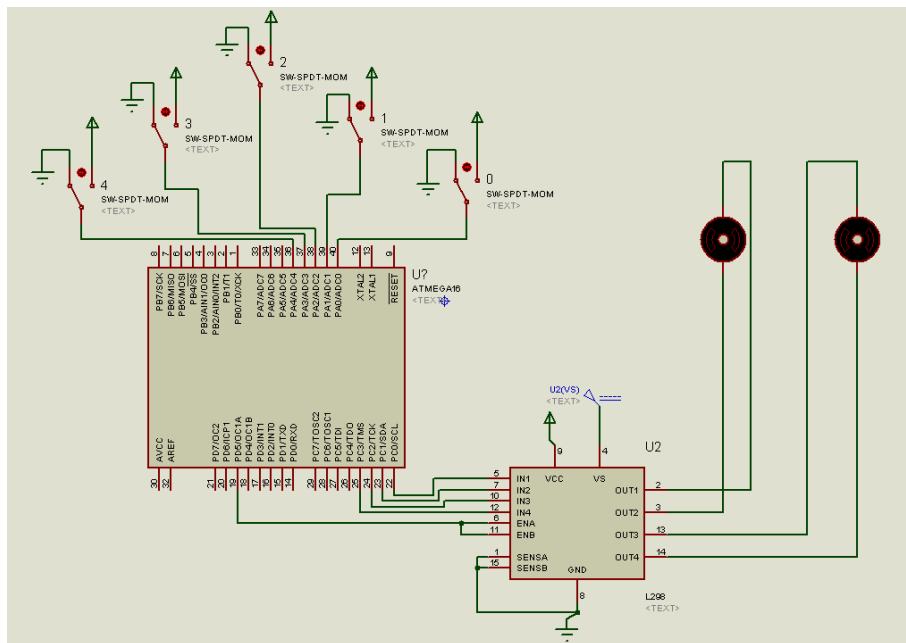 2
SW-SPDT-MOM
<TEXT>
3
SW-SPDT-MOM
<TEXT>
1
SW-SPDT-MOM
<TEXT>
4
SW-SPDT-MOM
<TEXT>
0
SW-SPDT-MOM
<TEXT>
8 7 6 5 4 3 2 1 33 34 35 36 37 38 39 40 12 13 9
PB7/SCK
PB6/MISO
PB5/MOSI
PB4/SS
PB3/AIN1/OC0
PB2/AIN0/INT2
PB1/T1
PB0/T0/XCK
PA7/ADC7
PA6/ADC6
PA5/ADC5
PA4/ADC4
PA3/ADC3
PA2/ADC2
PA1/ADC1
PA0/ADC0
XTAL2
XTAL1
RESET
U?
ATMEGA16
<TEXT>
AVCC
AREF
PD7/OC2
PD6/ICP1
PD5/OC1A
PD4/OC1B
PD3/INT1
PD2/INT0
PD1/TXD
PD0/RXD
PC7/TOSC2
PC6/TOSC1
PC5/TDI
PC4/TDO
PC3/TMS
PC2/TCK
PC1/SDA
PC0/SCL
30 32 21 20 19 18 17 16 15 14 29 28 27 26 25 24 23 22
U2(VS)
<TEXT>
9 4
U2
5 IN1 VCC VS
7 IN2 OUT1 2
10 IN3 OUT2 3
12 IN4
6 ENA OUT3 13
11 ENB
1 SENSA OUT4 14
15 SENSB GND
8
L298
<TEXT>